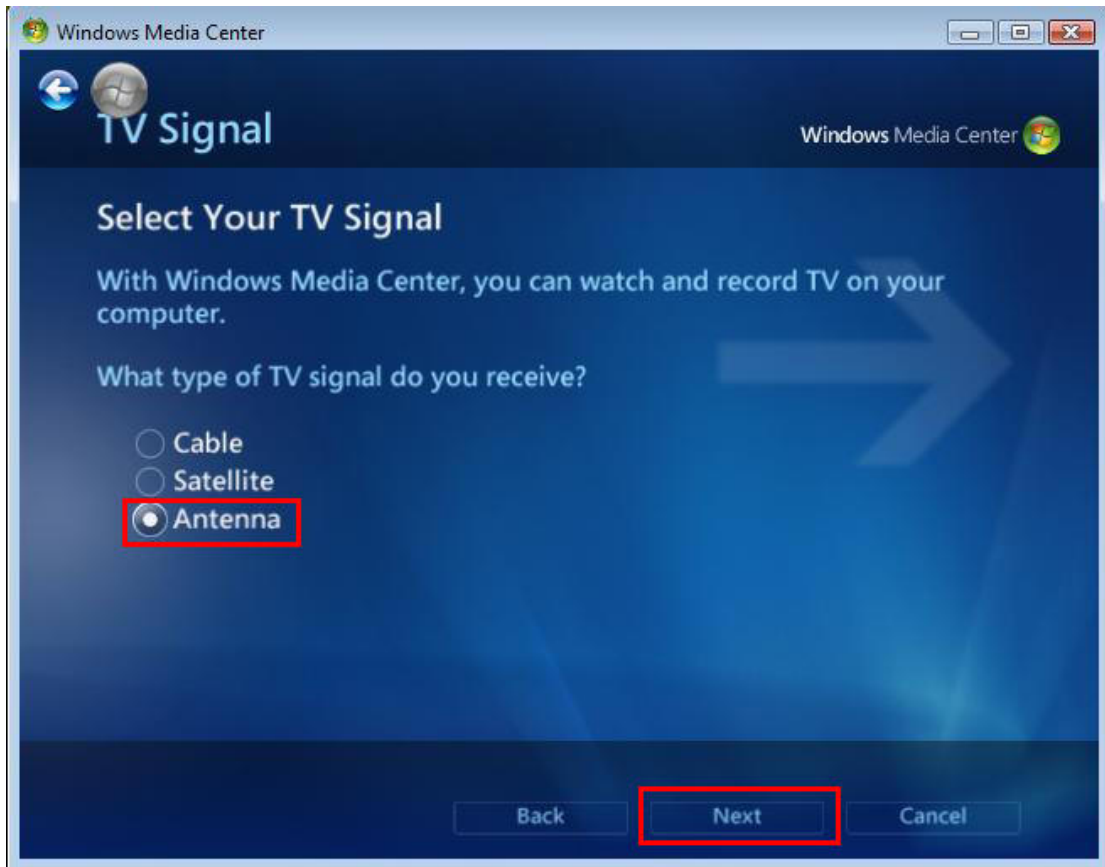 Windows Media Center
TV Signal
Windows Media Center
Select Your TV Signal
With Windows Media Center, you can watch and record TV on your
computer.
What type of TV signal do you receive?
Cable
Satellite
Antenna
Back Next Cancel